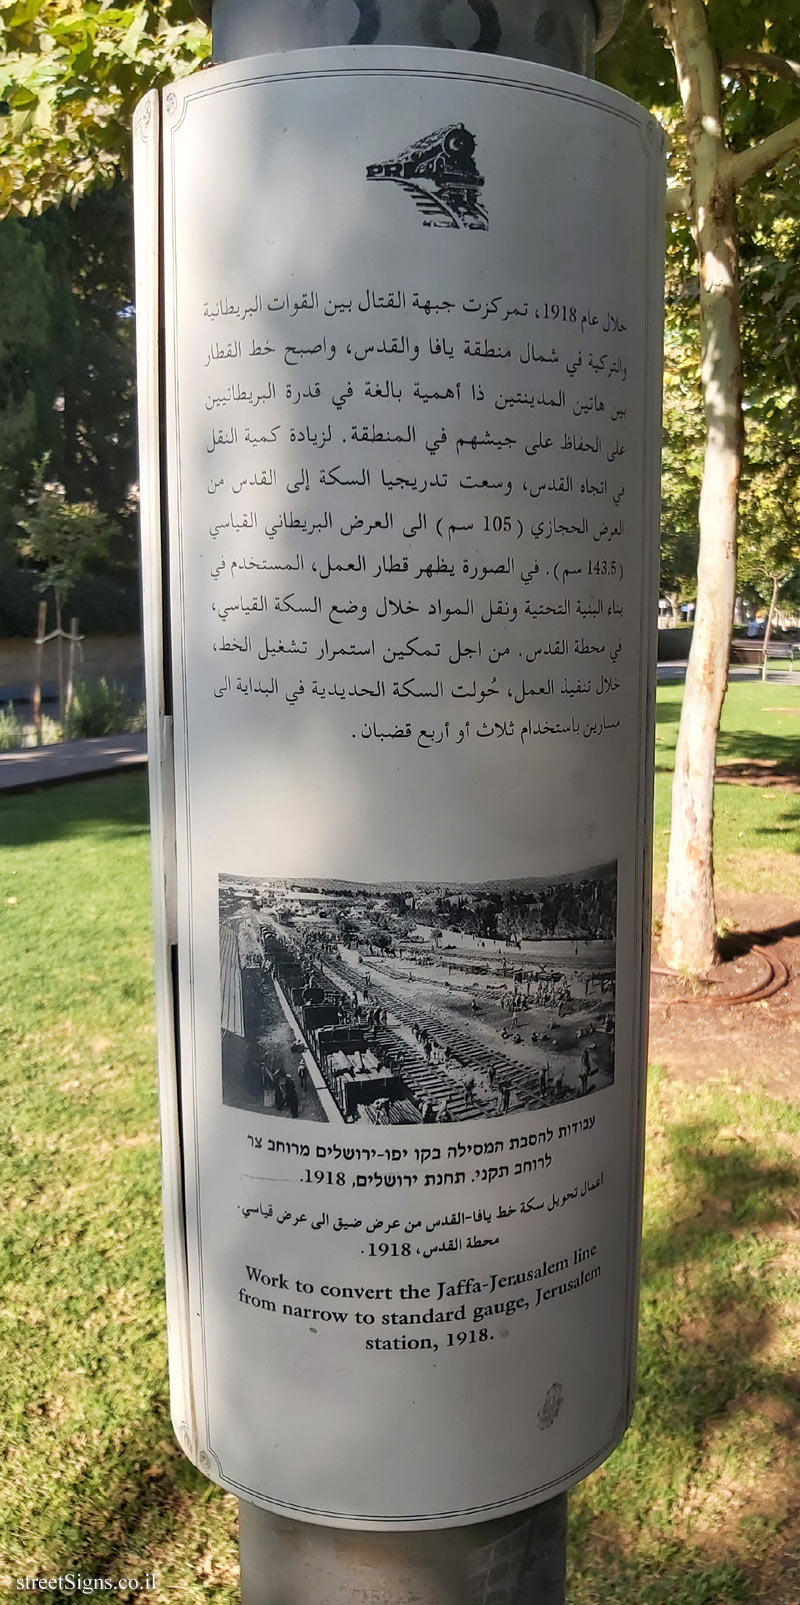 PR
خلال عام 1918، تمركزت جبهة القتال بين القوات البريطانية
والتركية في شمال منطقة يافا والقدس، واصبح خط القطار
بين هاتين المدينتين ذا أهمية بالغة في قدرة البريطانيين
على الحفاظ على جيشهم في المنطقة. لزيادة كمية النقل
في اتجاه القدس، وسعت تدريجيا السكة إلى القدس من
العرض الحجازي ( 105 سم ) الى العرض البريطاني القياسي
( 143.5 سم ). في الصورة يظهر قطار العمل، المستخدم في
بناء البنية التحتية ونقل المواد خلال وضع السكة القياسي،
في محطة القدس. من اجل تمكين استمرار تشغيل الخط،
خلال تنفيذ العمل، حُولت السكة الحديدية في البداية الى
مسارين باستخدام ثلاث أو أربع قضبان .
עבודות להסבת המסילה בקו יפו-ירושלים מרוחב צר
לרוחב תקני. תחנת ירושלים, 1918.
اعمال تحويل سكة خط يافا-القدس من عرض ضيق الى عرض قياسي.
محطة القدس، 1918 .
Work to convert the Jaffa-Jerusalem line
from narrow to standard gauge, Jerusalem
station, 1918.
streetSigns.co.il